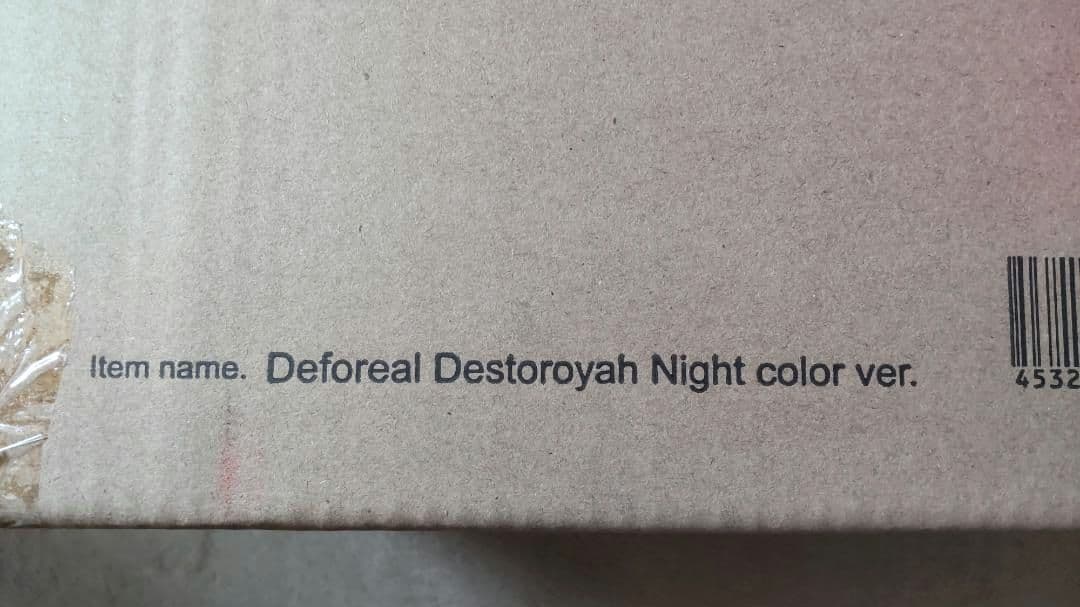 Item name. Deforeal Destoroyah Night color ver.
4532